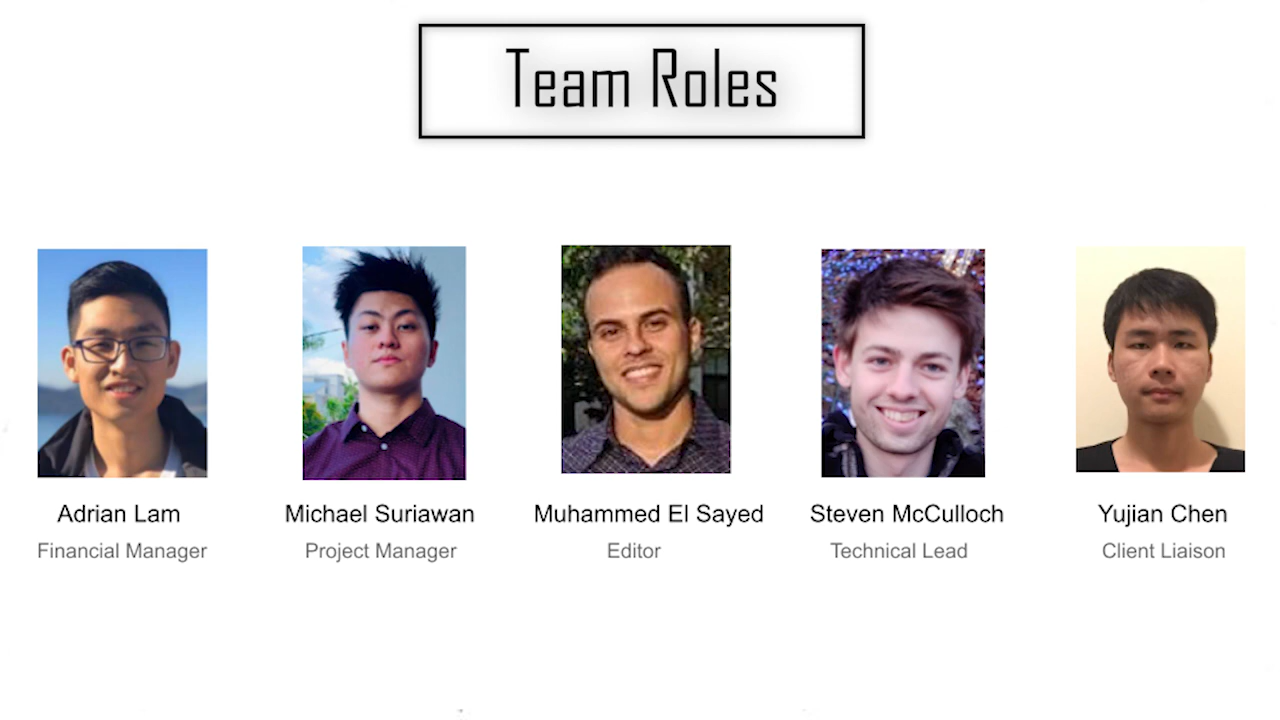 Team Roles
Adrian Lam
Financial Manager
Michael Suriawan
Project Manager
Muhammed El Sayed
Editor
Steven McCulloch
Technical Lead
Yujian Chen
Client Liaison